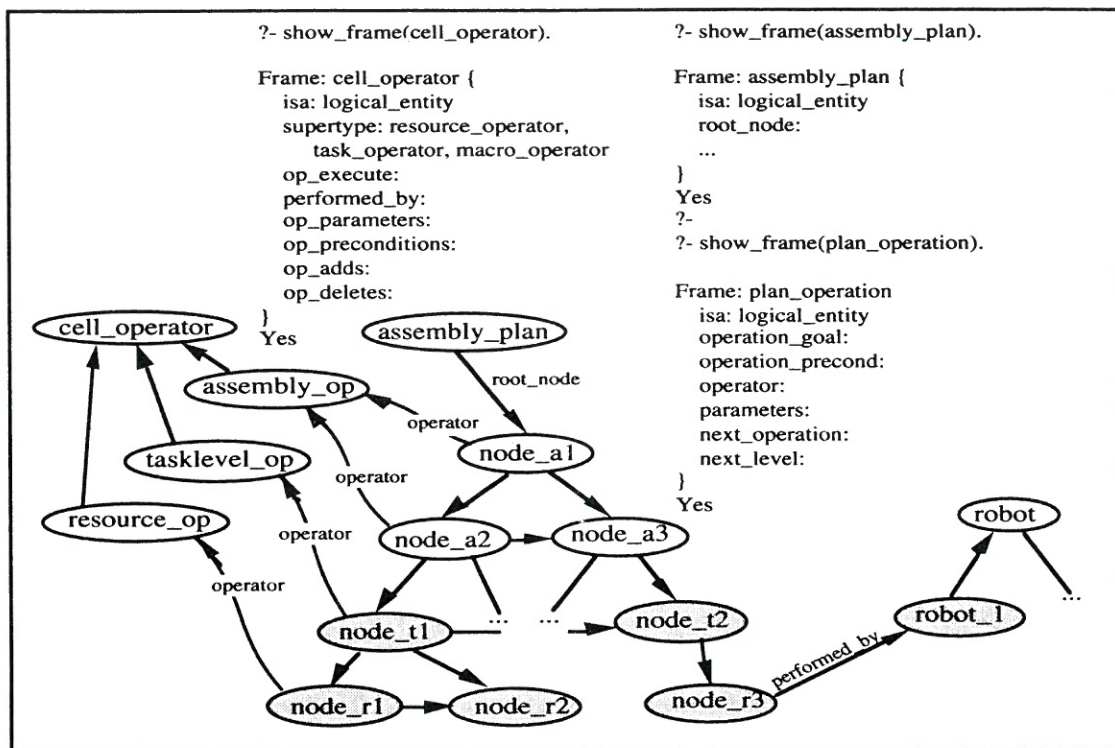 ?- show_frame(cell_operator).
Frame: cell_operator {
isa: logical_entity
supertype: resource_operator,
task_operator, macro_operator
op_execute:
performed_by:
op_parameters:
op_preconditions:
op_adds:
op_deletes:
}
Yes
?- show_frame(assembly_plan).
Frame: assembly_plan {
isa: logical_entity
root_node:
...
}
Yes
?-
?- show_frame(plan_operation).
Frame: plan_operation
isa: logical_entity
operation_goal:
operation_precond:
operator:
parameters:
next_operation:
next_level:
}
Yes
cell_operator
assembly_plan
root_node
assembly_op
operator
node_a1
tasklevel_op
operator
resource_op
node_a2
node_a3
robot
operator
operator
...
...
...
node_t1
node_t2
robot_1
performed_by
node_r1
node_r2
node_r3